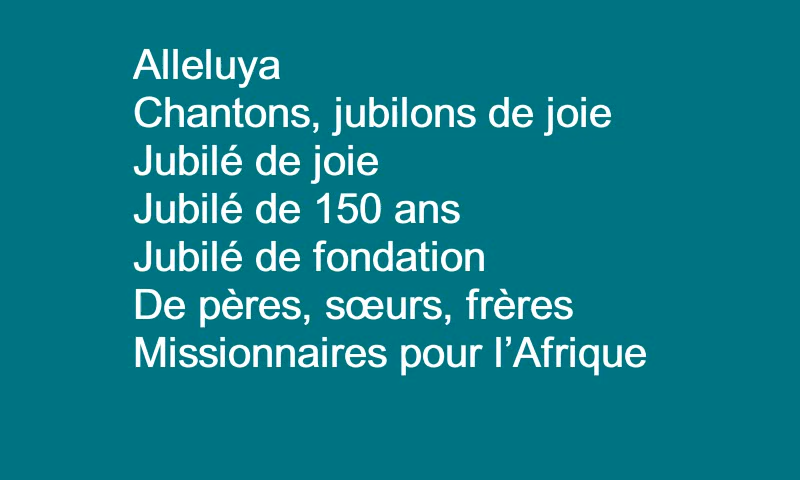 Alleluya
Chantons, jubilons de joie
Jubilé de joie
Jubilé de 150 ans
Jubilé de fondation
De pères, sœurs, frères
Missionnaires pour l’Afrique